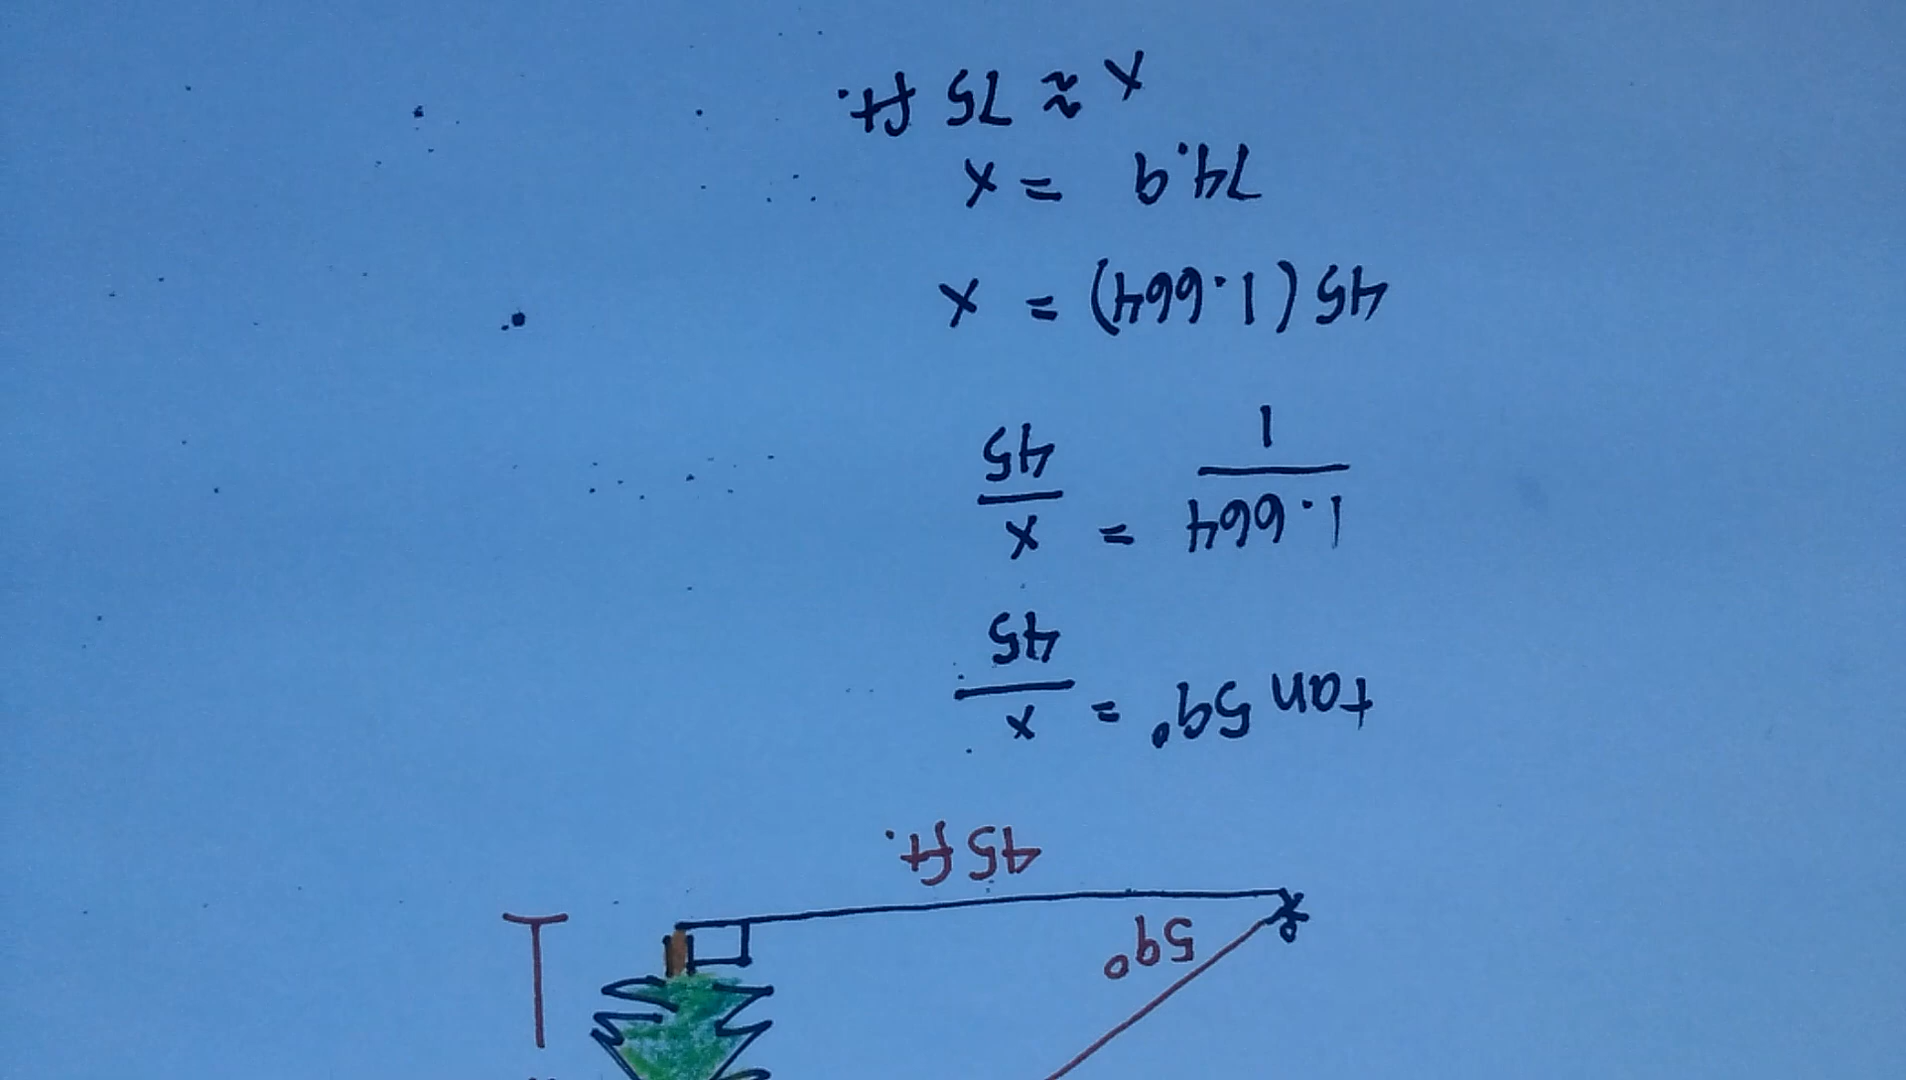 59°
45 ft.
tan 59° = x/45
1.664/1 = x/45
45(1.664) = x
74.9 = x
x ≈ 75 ft.